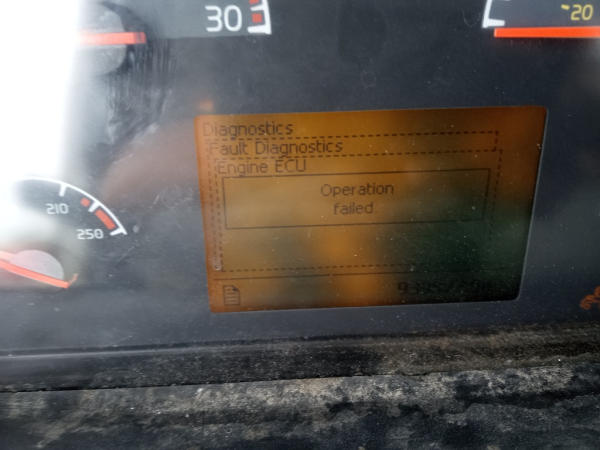 30
-20
Diagnostics
Fault Diagnostics
Engine ECU
Operation
failed
210
250